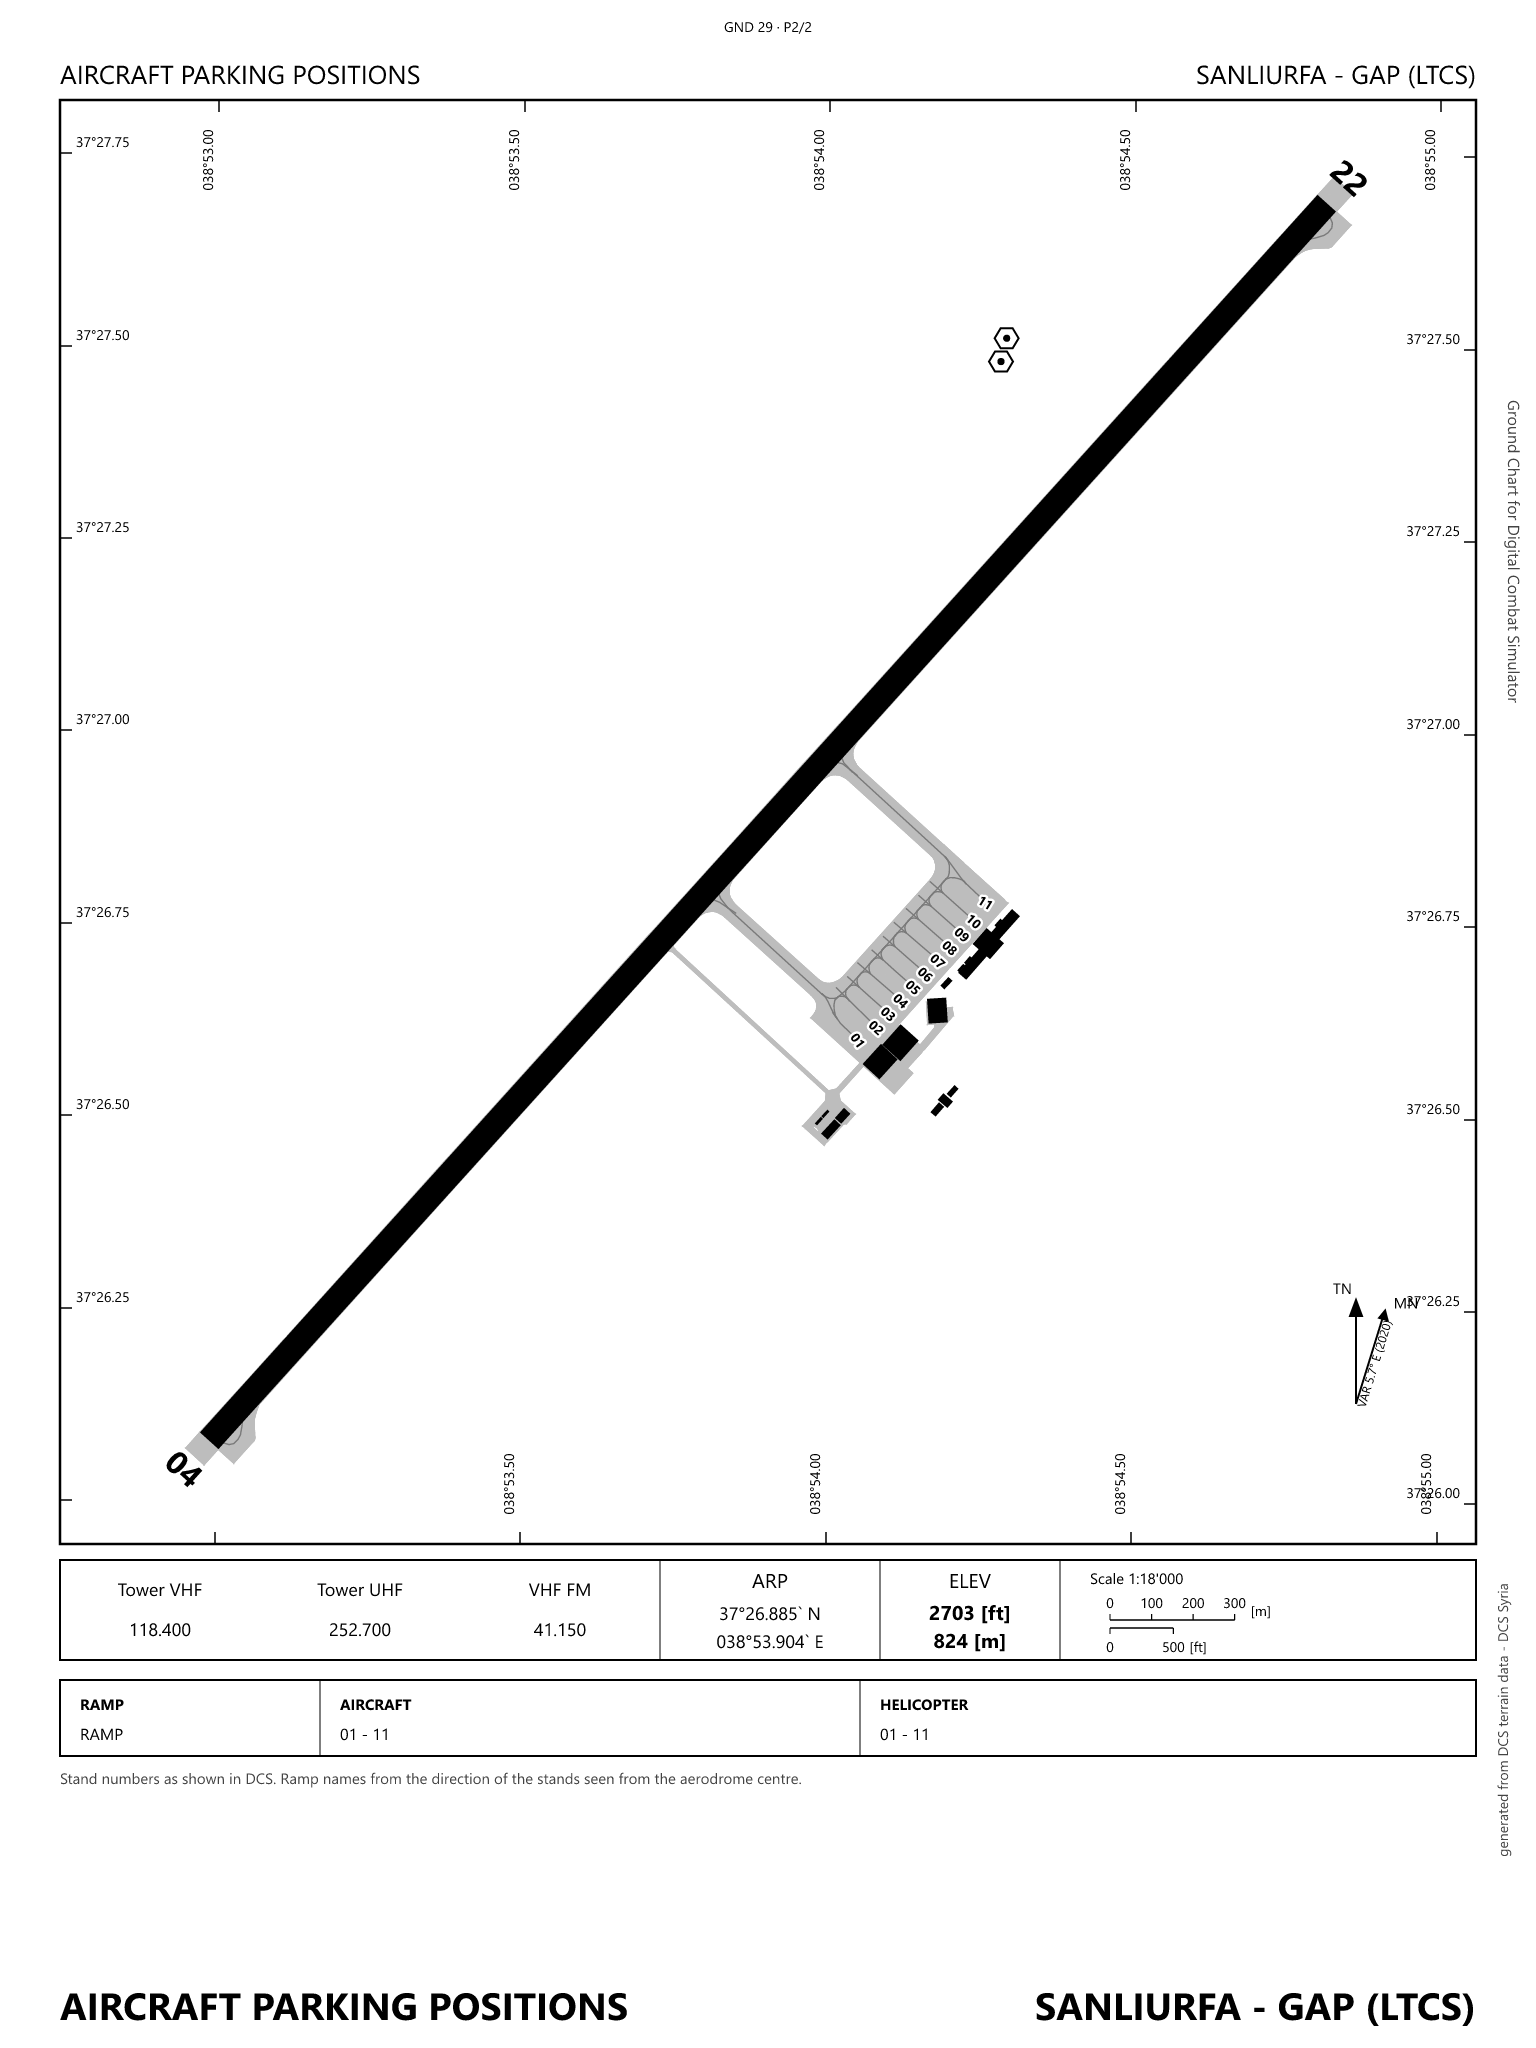 GND 29 · P2/2
AIRCRAFT PARKING POSITIONS
SANLIURFA - GAP (LTCS)
038°53.00
038°53.50
038°54.00
038°54.50
038°55.00
37°27.75
22
37°27.50
37°27.50
37°27.25
37°27.25
37°27.00
37°27.00
37°26.75
37°26.75
11
10
09
08
07
06
05
04
03
02
01
37°26.50
37°26.50
37°26.25
37°26.25
TN
MN
VAR 5.7° E (2020)
04
038°53.50
038°54.00
038°54.50
038°55.00
37°26.00
Ground Chart for Digital Combat Simulator
Tower VHF
118.400
Tower UHF
252.700
VHF FM
41.150
ARP
37°26.885` N
038°53.904` E
ELEV
2703 [ft]
824 [m]
Scale 1:18'000
0 100 200 300 [m]
0 500 [ft]
RAMP AIRCRAFT HELICOPTER
RAMP 01 - 11 01 - 11
Stand numbers as shown in DCS. Ramp names from the direction of the stands seen from the aerodrome centre.
generated from DCS terrain data - DCS Syria
AIRCRAFT PARKING POSITIONS
SANLIURFA - GAP (LTCS)